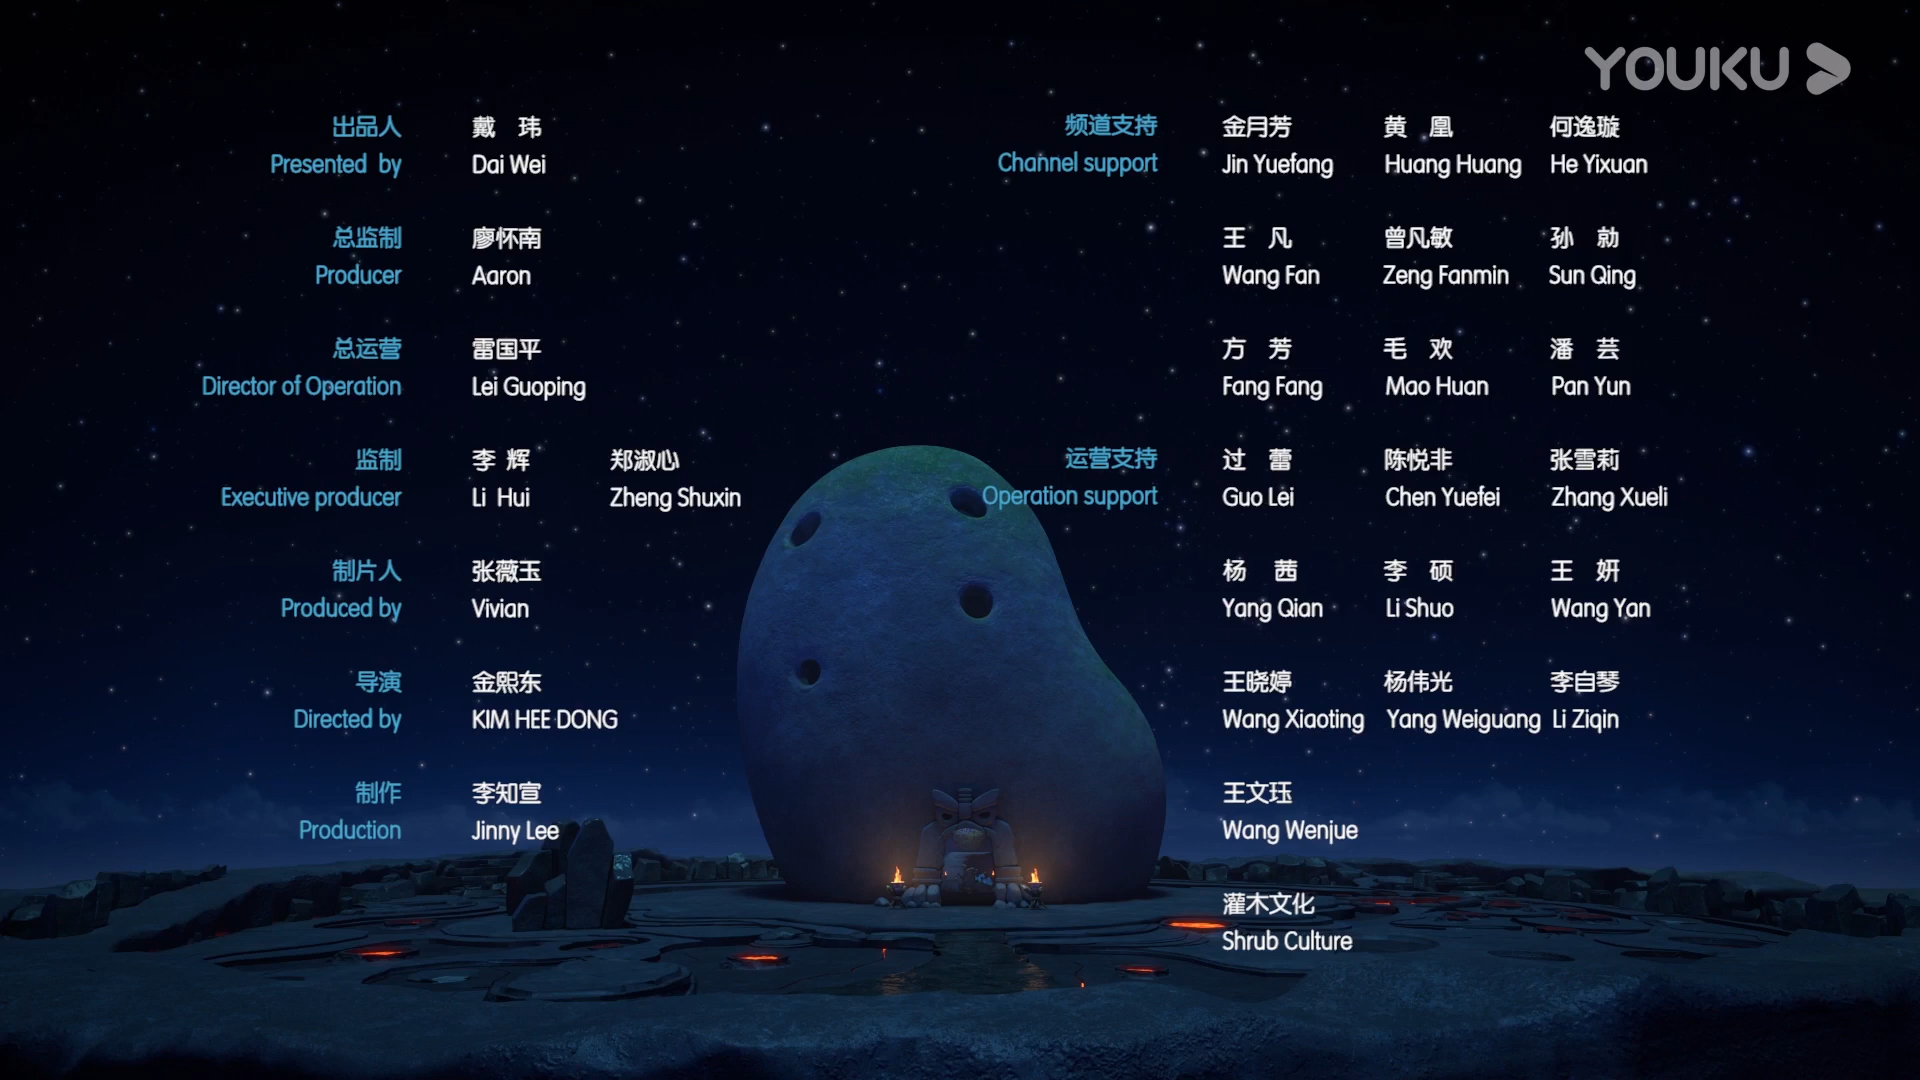 YOUKU
出品人 戴 玮
Presented by Dai Wei
总监制 廖怀南
Producer Aaron
总运营 雷国平
Director of Operation Lei Guoping
监制 李 辉 郑淑心
Executive producer Li Hui Zheng Shuxin
制片人 张薇玉
Produced by Vivian
导演 金熙东
Directed by KIM HEE DONG
制作 李知宣
Production Jinny Lee
频道支持 金月芳 黄 凰 何逸璇
Channel support Jin Yuefang Huang Huang He Yixuan
王 凡 曾凡敏 孙 勍
Wang Fan Zeng Fanmin Sun Qing
方 芳 毛 欢 潘 芸
Fang Fang Mao Huan Pan Yun
运营支持 过 蕾 陈悦非 张雪莉
Operation support Guo Lei Chen Yuefei Zhang Xueli
杨 茜 李 硕 王 妍
Yang Qian Li Shuo Wang Yan
王晓婷 杨伟光 李自琴
Wang Xiaoting Yang Weiguang Li Ziqin
王文珏
Wang Wenjue
灌木文化
Shrub Culture